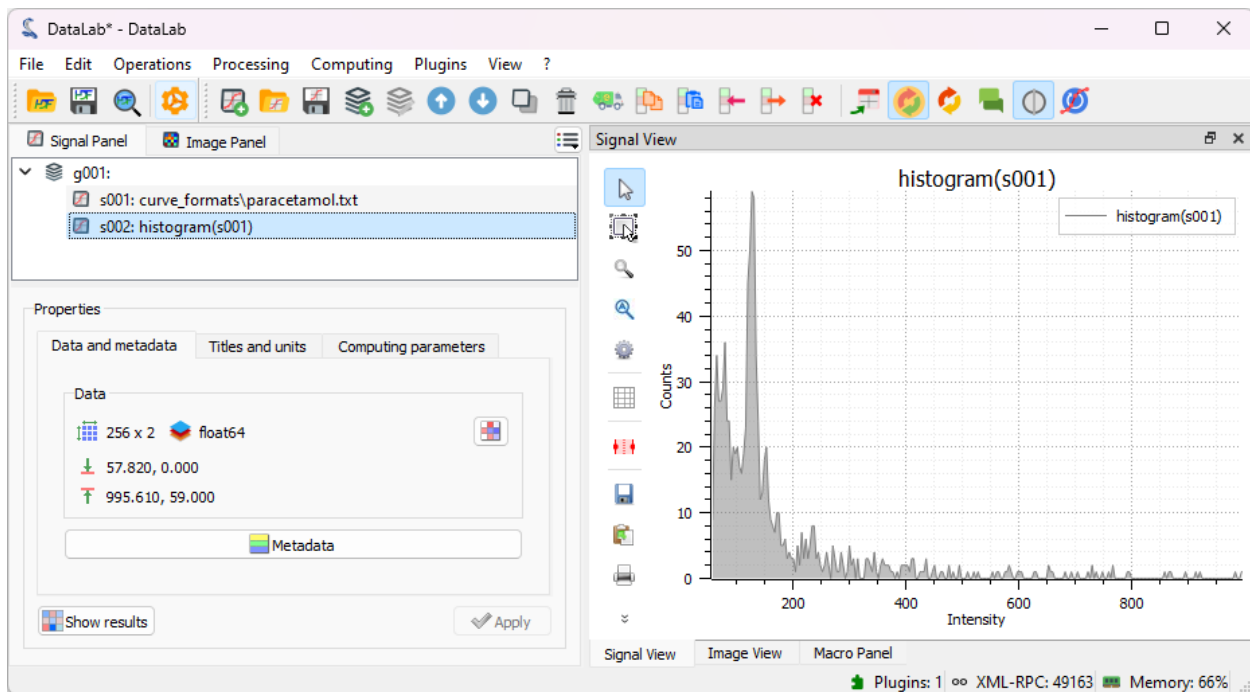 DataLab* - DataLab
File Edit Operations Processing Computing Plugins View ?
Signal Panel Image Panel
g001:
s001: curve_formats\paracetamol.txt
s002: histogram(s001)
Properties
Data and metadata Titles and units Computing parameters
Data
256 x 2 float64
57.820, 0.000
995.610, 59.000
Metadata
Show results Apply
Signal View
histogram(s001)
histogram(s001)
Counts
50
40
30
20
10
0
200 400 600 800
Intensity
Signal View Image View Macro Panel
Plugins: 1 XML-RPC: 49163 Memory: 66%